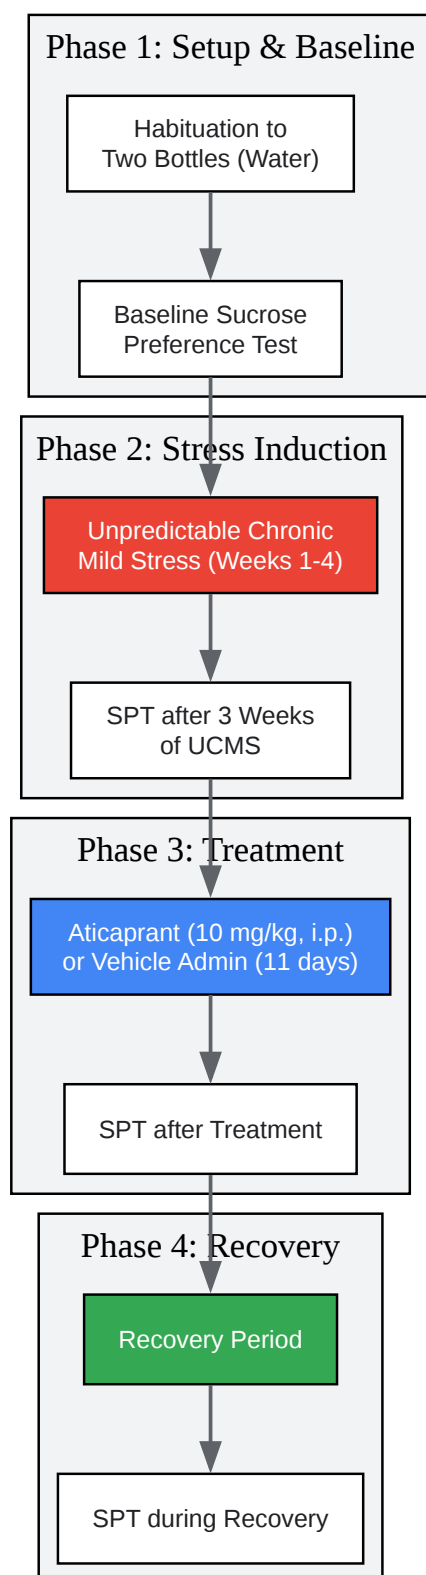 Phase 1: Setup & Baseline
Habituation to
Two Bottles (Water)
Baseline Sucrose
Preference Test
Phase 2: Stress Induction
Unpredictable Chronic
Mild Stress (Weeks 1-4)
SPT after 3 Weeks
of UCMS
Phase 3: Treatment
Aticaprant (10 mg/kg, i.p.)
or Vehicle Admin (11 days)
SPT after Treatment
Phase 4: Recovery
Recovery Period
SPT during Recovery